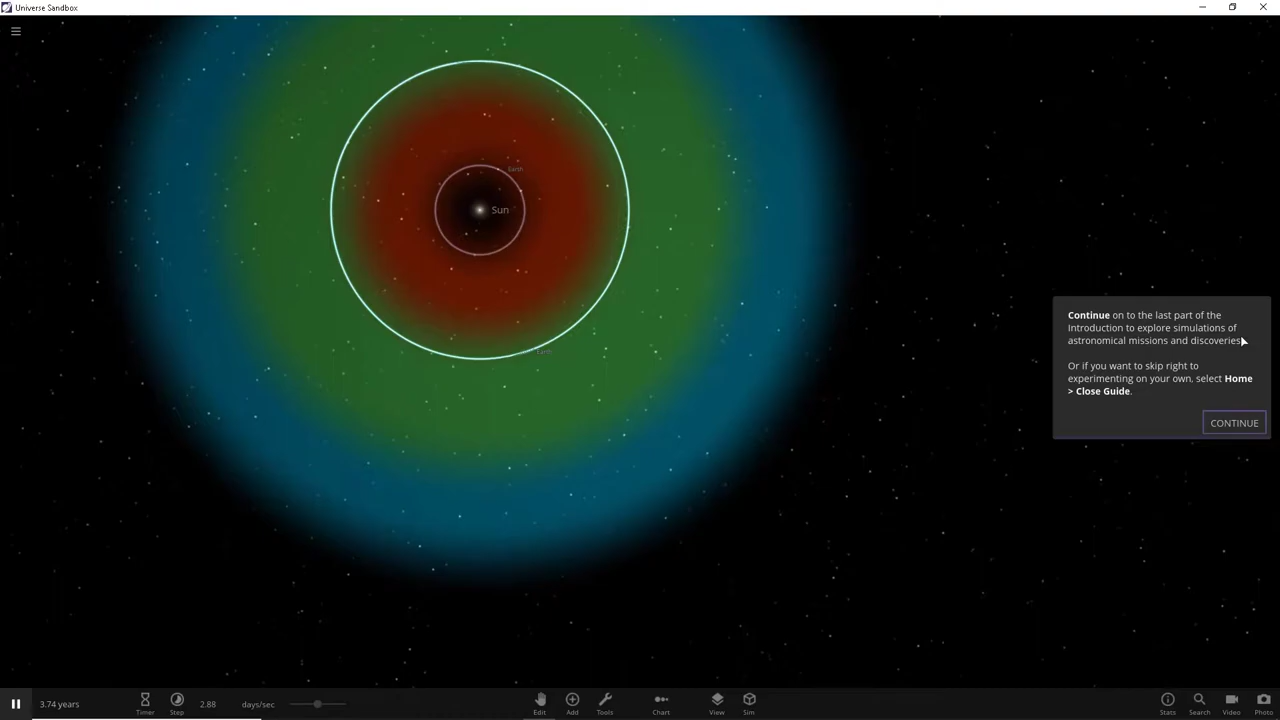 Universe Sandbox
Earth
Sun
Earth
Continue on to the last part of the
Introduction to explore simulations of
astronomical missions and discoveries.
Or if you want to skip right to
experimenting on your own, select Home
> Close Guide.
CONTINUE
3.74 years
Timer
Step
2.88
days/sec
Edit
Add
Tools
Chart
View
Sim
Stats
Search
Video
Photo